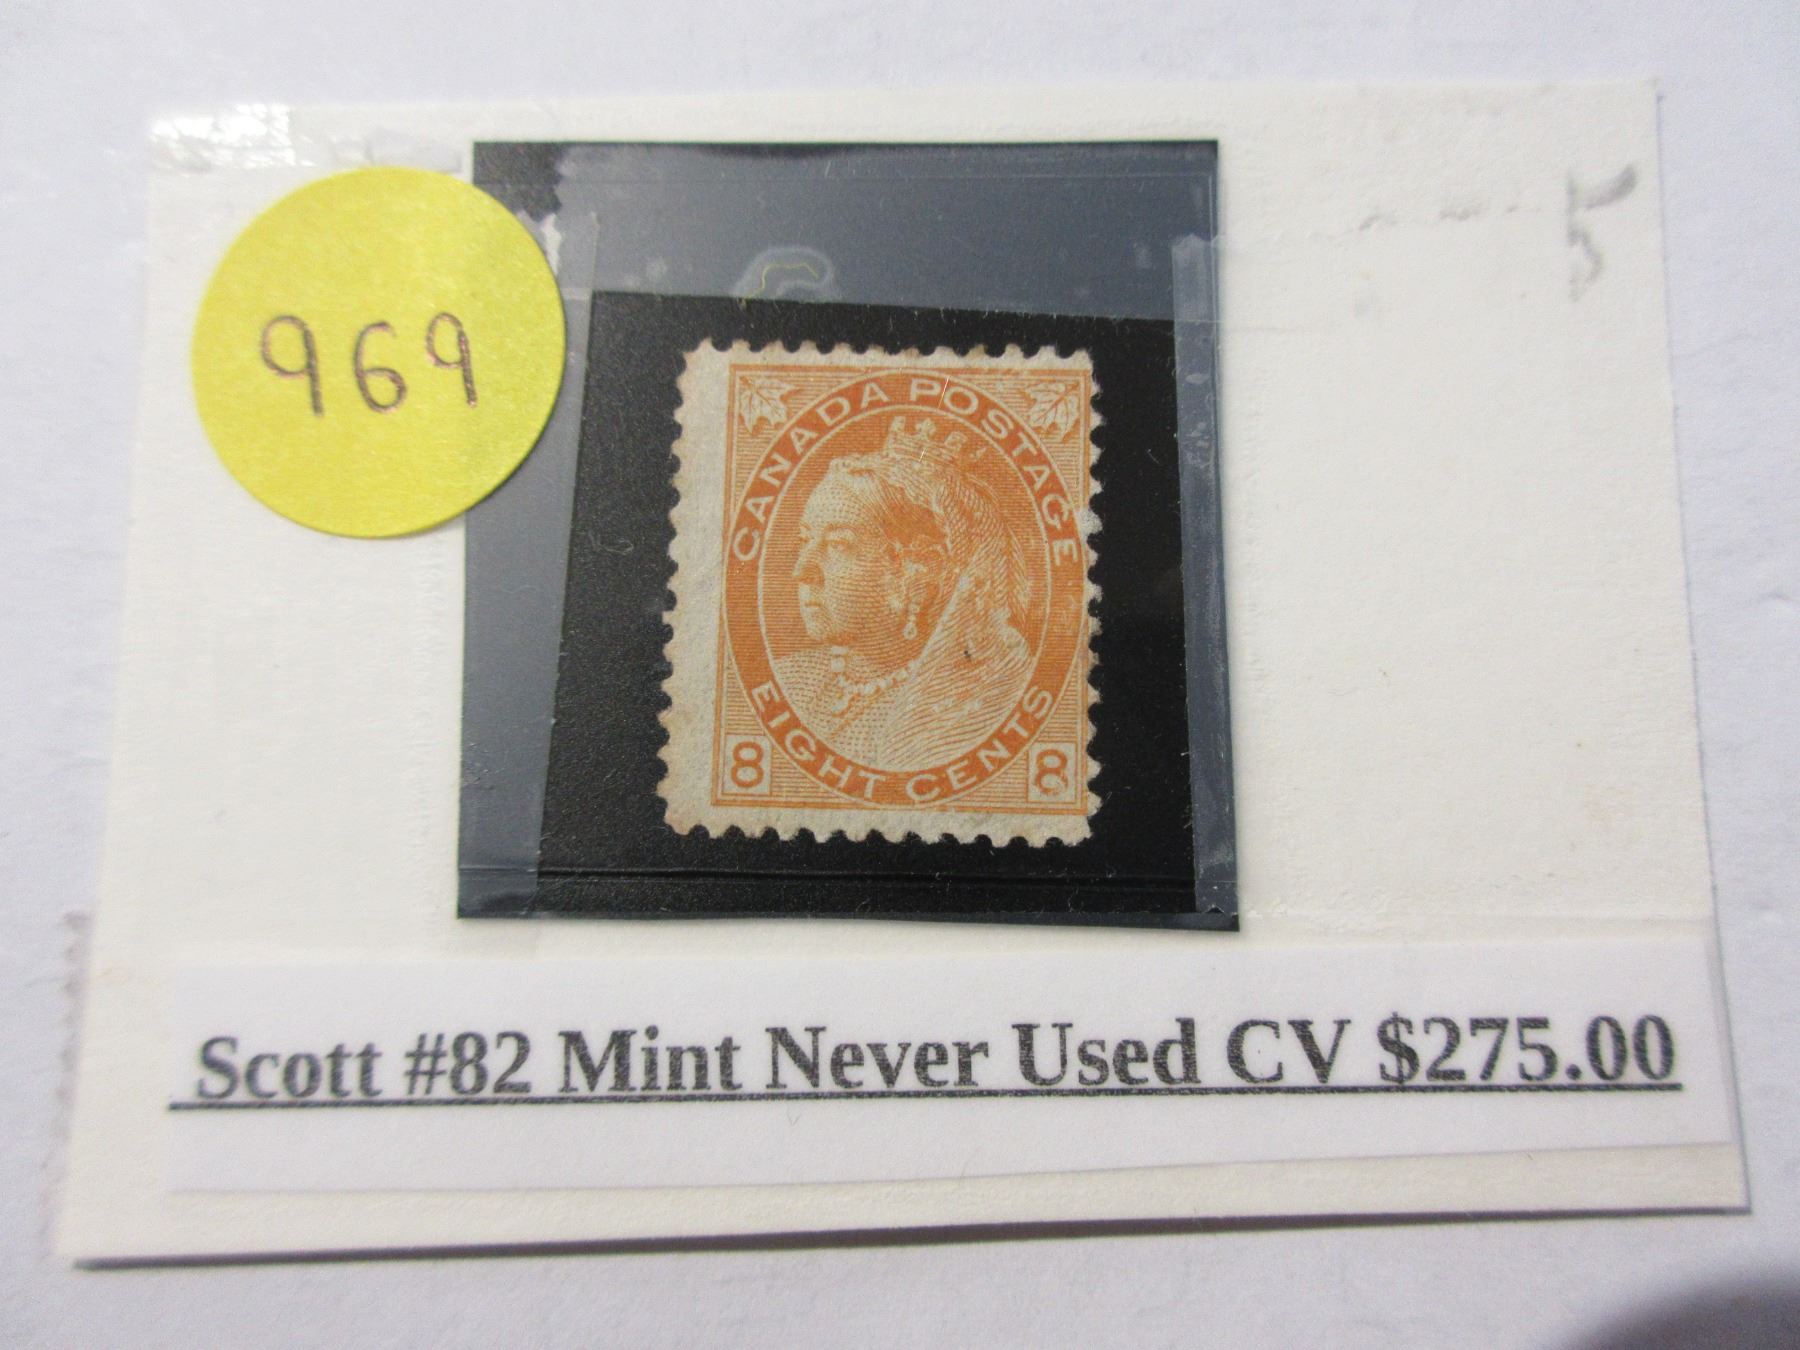 969
CANADA POSTAGE
EIGHT CENTS
8 8
Scott #82 Mint Never Used CV $275.00